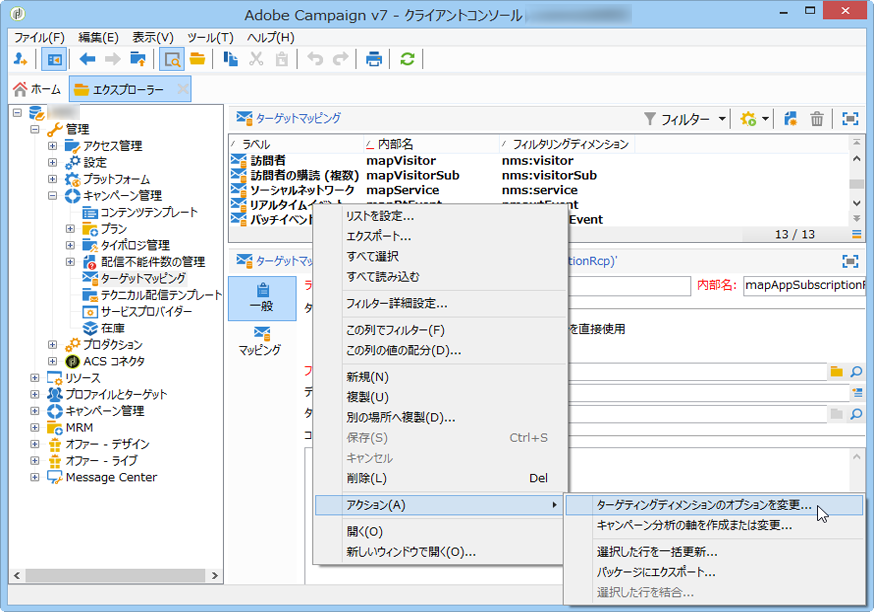 Adobe Campaign v7 - クライアントコンソール
ファイル(F) 編集(E) 表示(V) ツール(T) ヘルプ(H)
ホーム エクスプローラー
管理
アクセス管理
設定
プラットフォーム
キャンペーン管理
コンテンツテンプレート
プラン
タイポロジ管理
配信不能件数の管理
ターゲットマッピング
テクニカル配信テンプレート
サービスプロバイダー
在庫
プロダクション
ACS コネクタ
リソース
プロファイルとターゲット
キャンペーン管理
MRM
オファー - デザイン
オファー - ライブ
Message Center
ターゲットマッピング
フィルター
ラベル 内部名 フィルタリングディメンション
訪問者 mapVisitor nms:visitor
訪問者の購読 (複数) mapVisitorSub nms:visitorSub
ソーシャルネットワーク mapService nms:service
リアルタイムイベント
バッチイベント Event
13 / 13
ターゲットマッ tionRcp)'
一般
マッピング
内部名: mapAppSubscriptionR
を直接使用
リストを設定...
エクスポート...
すべて選択
すべて読み込む
フィルター詳細設定...
この列でフィルター(F)
この列の値の配分(D)...
新規(N)
複製(U)
別の場所へ複製(D)...
保存(S) Ctrl+S
キャンセル
削除(L) Del
アクション(A)
開く(O)
新しいウィンドウで開く(O)...
ターゲティングディメンションのオプションを変更...
キャンペーン分析の軸を作成または変更...
選択した行を一括更新...
パッケージにエクスポート...
選択した行を結合...